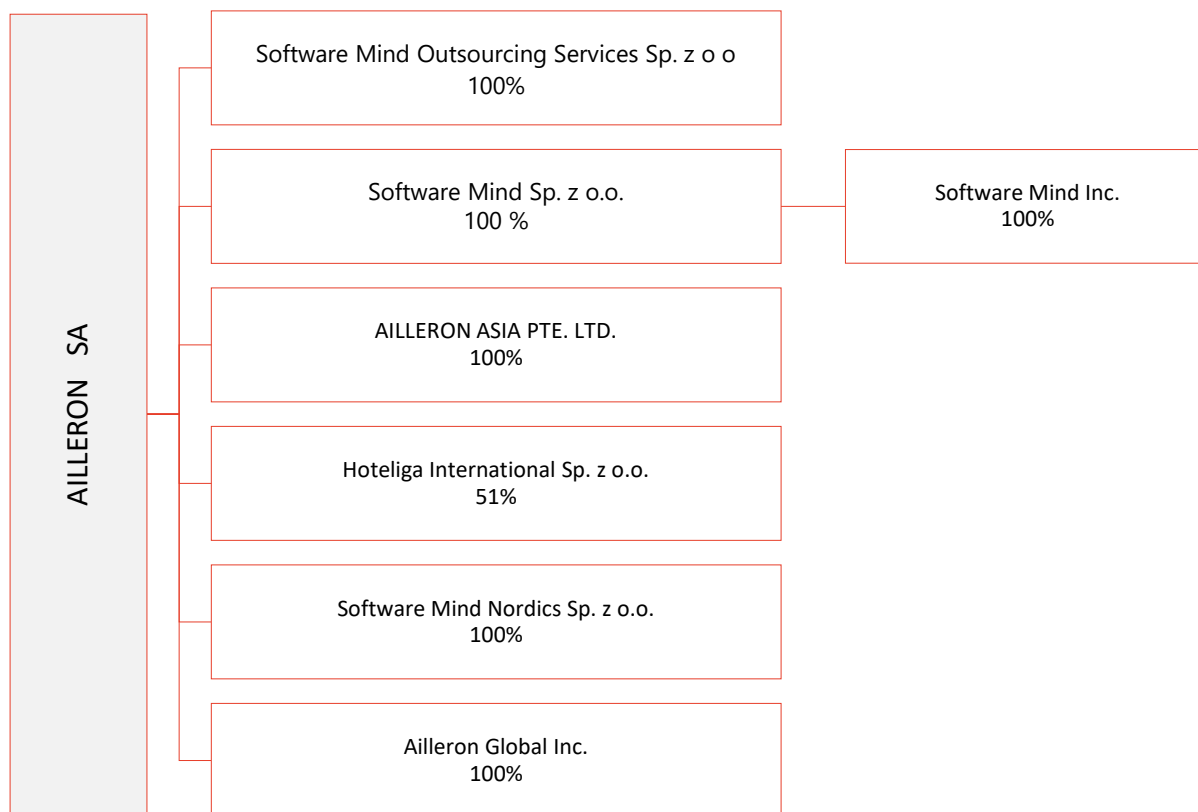 AILLERON SA
Software Mind Outsourcing Services Sp. z o o
100%
Software Mind Sp. z o.o.
100 %
Software Mind Inc.
100%
AILLERON ASIA PTE. LTD.
100%
Hoteliga International Sp. z o.o.
51%
Software Mind Nordics Sp. z o.o.
100%
Ailleron Global Inc.
100%